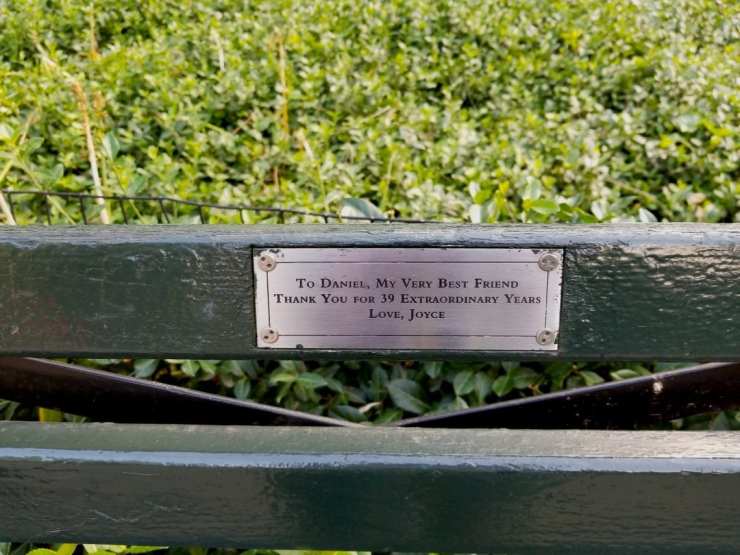 To Daniel, My Very Best Friend
Thank You for 39 Extraordinary Years
Love, Joyce